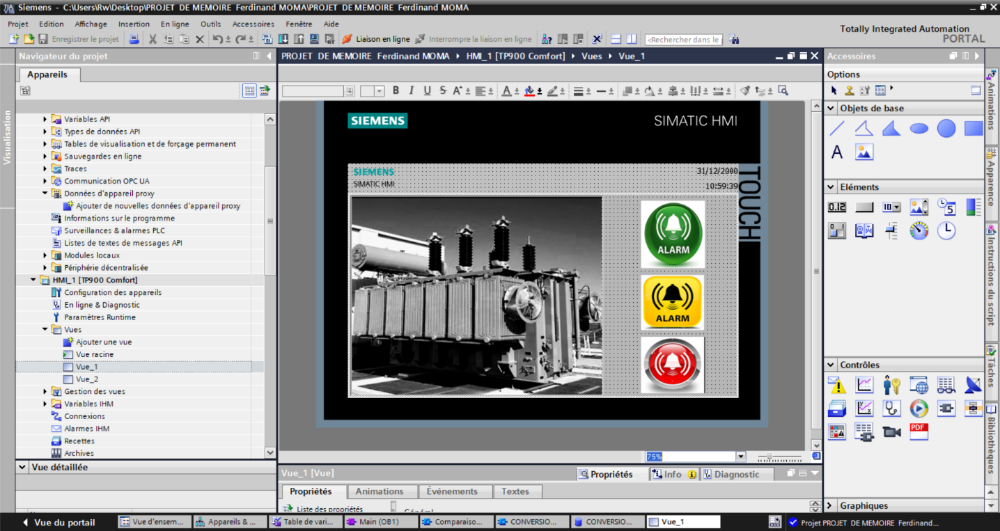 Siemens - C:\Users\Rw\Desktop\PROJET DE MEMOIRE Ferdinand MOMA\PROJET DE MEMOIRE Ferdinand MOMA
Projet Edition Affichage Insertion En ligne Outils Accessoires Fenêtre Aide
Totally Integrated Automation
PORTAL
Enregistrer le projet Liaison en ligne Interrompre la liaison en ligne <Rechercher dans le
Navigateur du projet
PROJET DE MEMOIRE Ferdinand MOMA HMI_1 [TP900 Comfort] Vues Vue_1
Accessoires
Appareils
Options
B I U S A A
Visualisation
Variables API
Types de données API
Tables de visualisation et de forçage permanent
Sauvegardes en ligne
Traces
Communication OPC UA
Données d'appareil proxy
Ajouter de nouvelles données d'appareil proxy
Informations sur le programme
Surveillances & alarmes PLC
Listes de textes de messages API
Modules locaux
Périphérie décentralisée
HMI_1 [TP900 Comfort]
Configuration des appareils
En ligne & Diagnostic
Paramètres Runtime
Vues
Ajouter une vue
Vue racine
Vue_1
Vue_2
Gestion des vues
Variables IHM
Connexions
Alarmes IHM
Recettes
Archives
Vue détaillée
SIEMENS
SIMATIC HMI
SIEMENS
SIMATIC HMI
31/12/2000
10:59:39
TOUCH
ALARM
ALARM
75%
Objets de base
A
Eléments
0.12
10
5
Contrôles
PDF
Graphiques
Animations
Apparence
Instructions du script
Tâches
Bibliothèques
Vue_1 [Vue]
Propriétés Info Diagnostic
Propriétés Animations Événements Textes
Liste des propriétés
Général
Vue du portail Vue d'ensem... Appareils & ... Table de vari... Main (OB1) Comparaiso... CONVERSIO... CONVERSIO... Vue_1 Projet PROJET DE MEMOIRE Ferdinand...